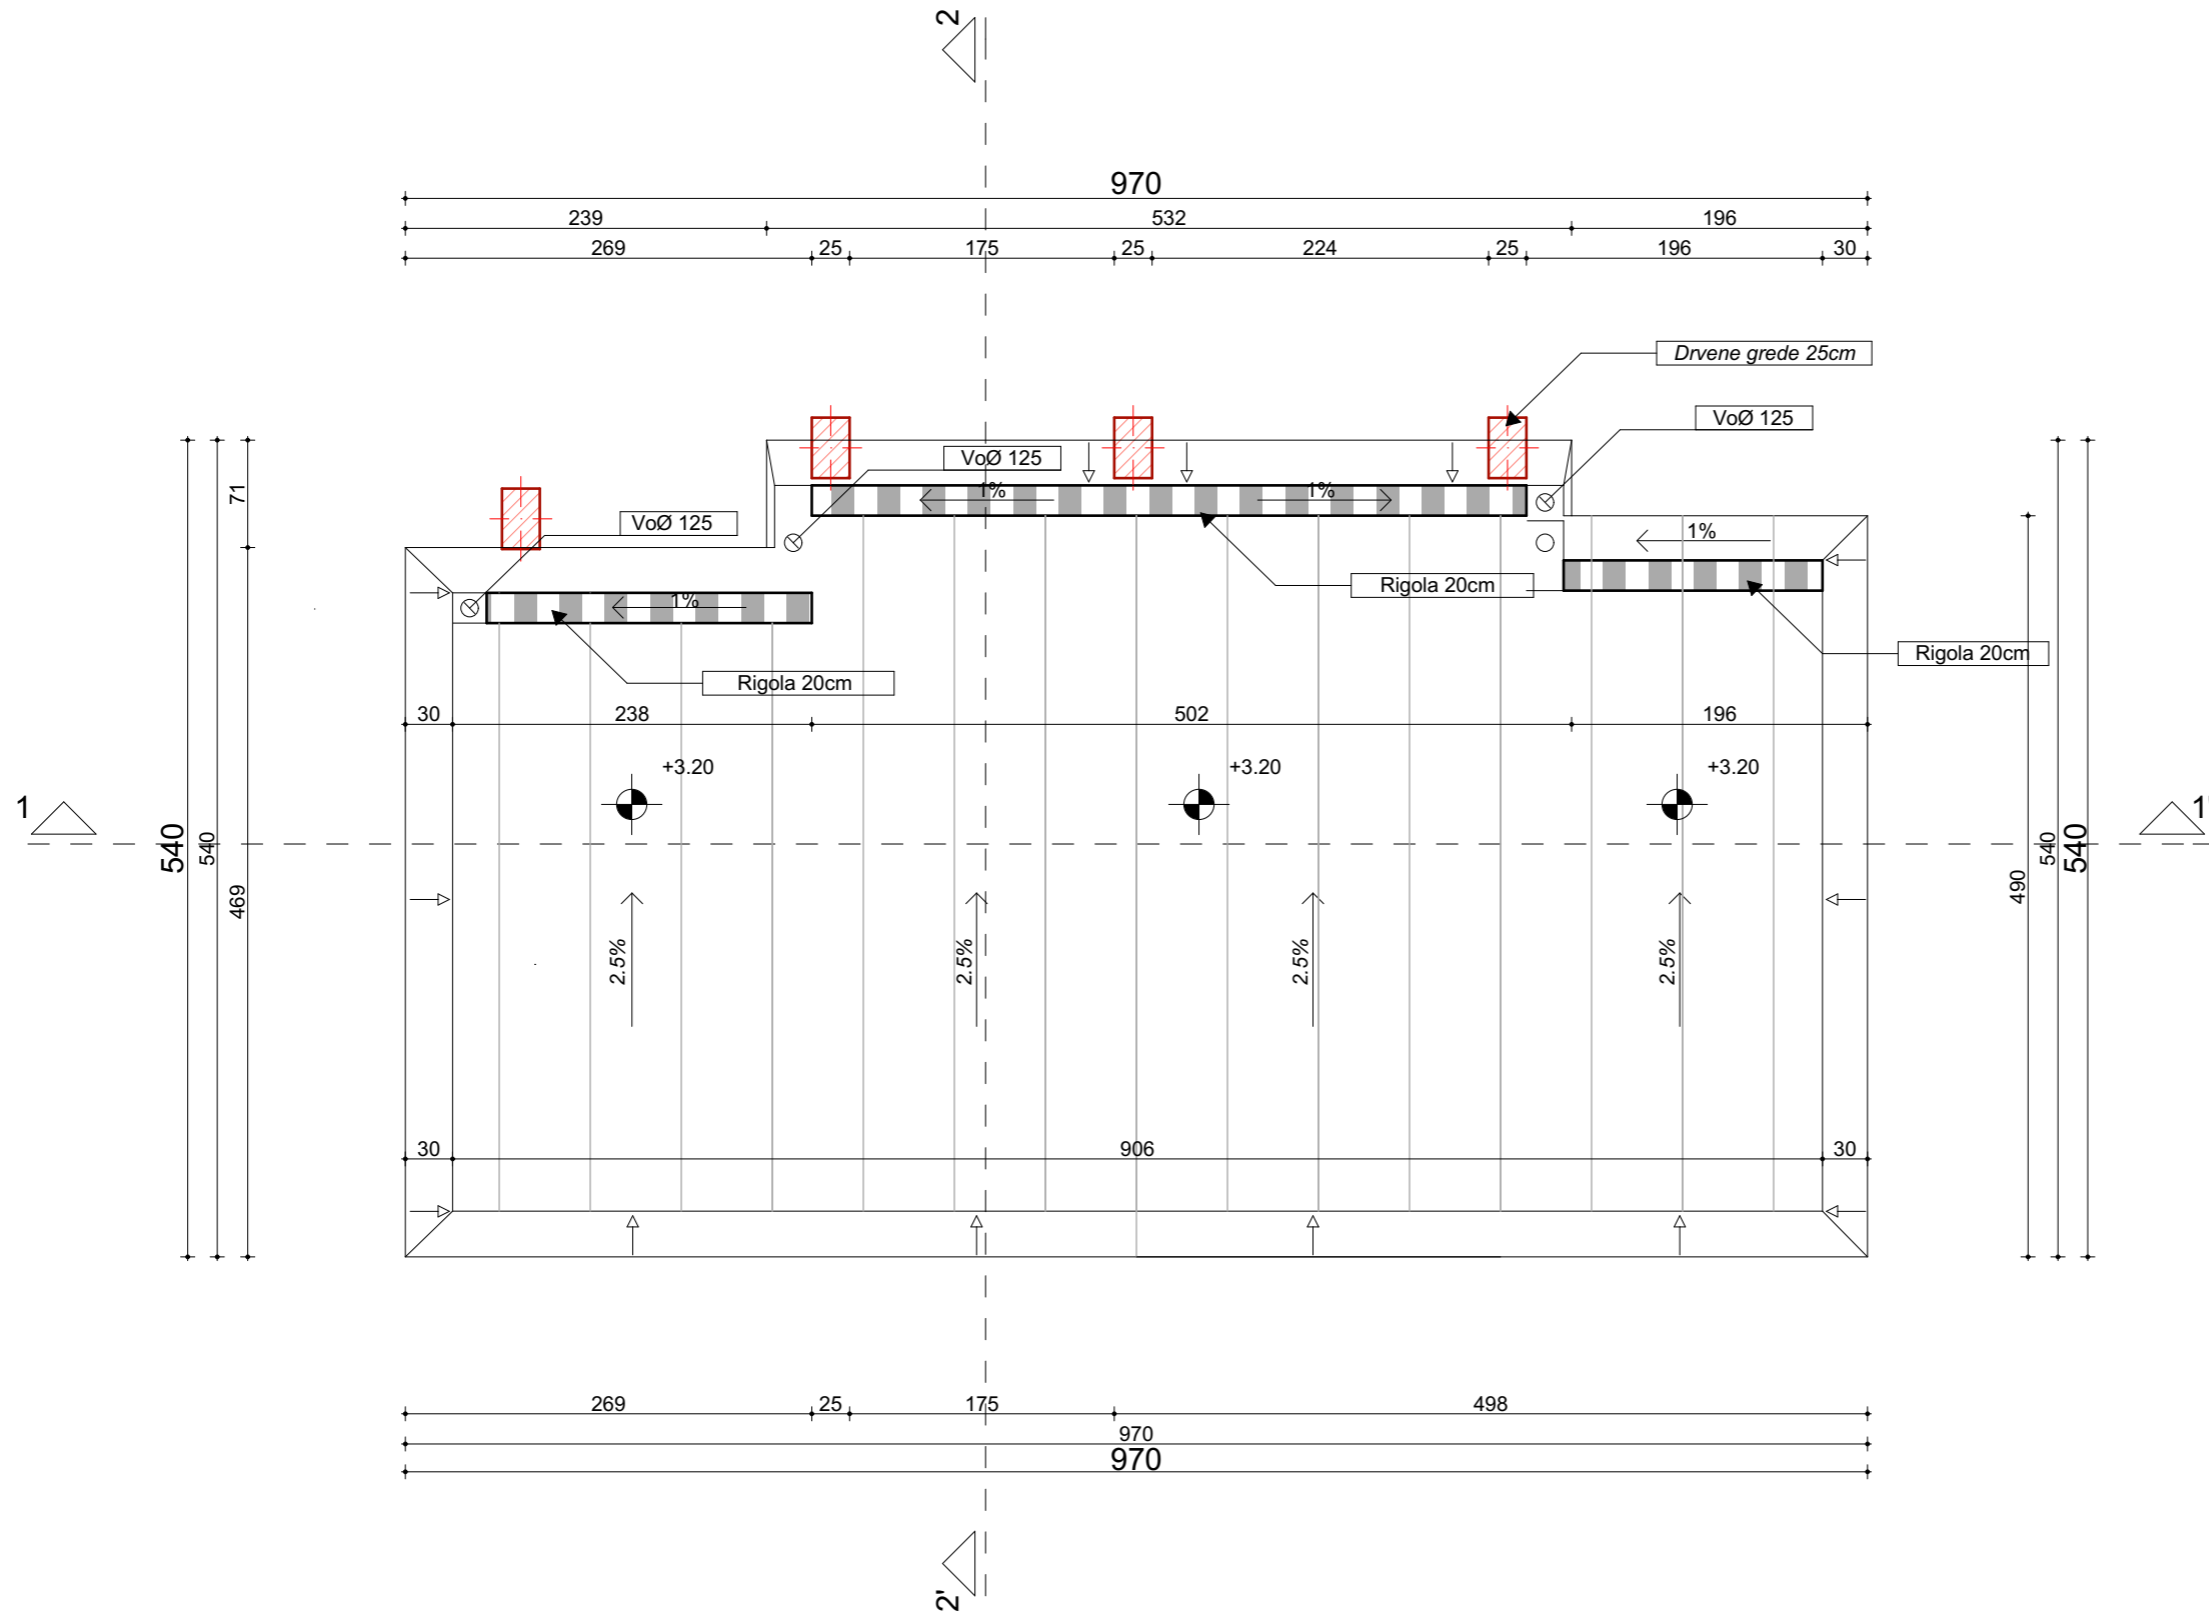 2
970
239 532 196
269 25 175 25 224 25 196 30
Drvene grede 25cm
VoØ 125
VoØ 125
71
1% 1%
VoØ 125
1%
Rigola 20cm
1%
Rigola 20cm
Rigola 20cm
30 238 502 196
+3.20 +3.20 +3.20
1 1'
540 540 469
490 540 540
2.5% 2.5% 2.5% 2.5%
30 906 30
269 25 175 498
970
970
2'